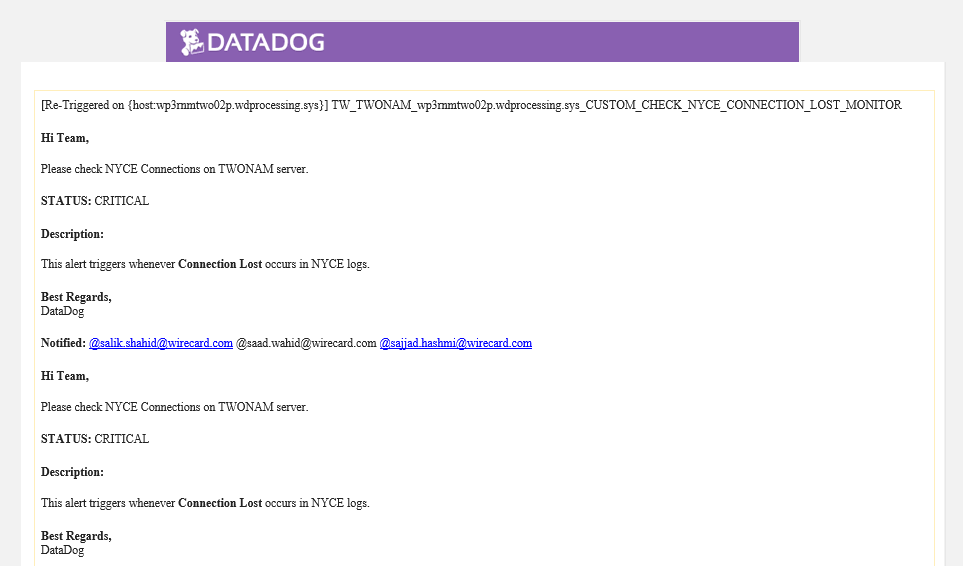 DATADOG
[Re-Triggered on {host:wp3rnmtwo02p.wdprocessing.sys}] TW_TWONAM_wp3rnmtwo02p.wdprocessing.sys_CUSTOM_CHECK_NYCE_CONNECTION_LOST_MONITOR
Hi Team,
Please check NYCE Connections on TWONAM server.
STATUS: CRITICAL
Description:
This alert triggers whenever Connection Lost occurs in NYCE logs.
Best Regards,
DataDog
Notified: @salik.shahid@wirecard.com @saad.wahid@wirecard.com @sajjad.hashmi@wirecard.com
Hi Team,
Please check NYCE Connections on TWONAM server.
STATUS: CRITICAL
Description:
This alert triggers whenever Connection Lost occurs in NYCE logs.
Best Regards,
DataDog